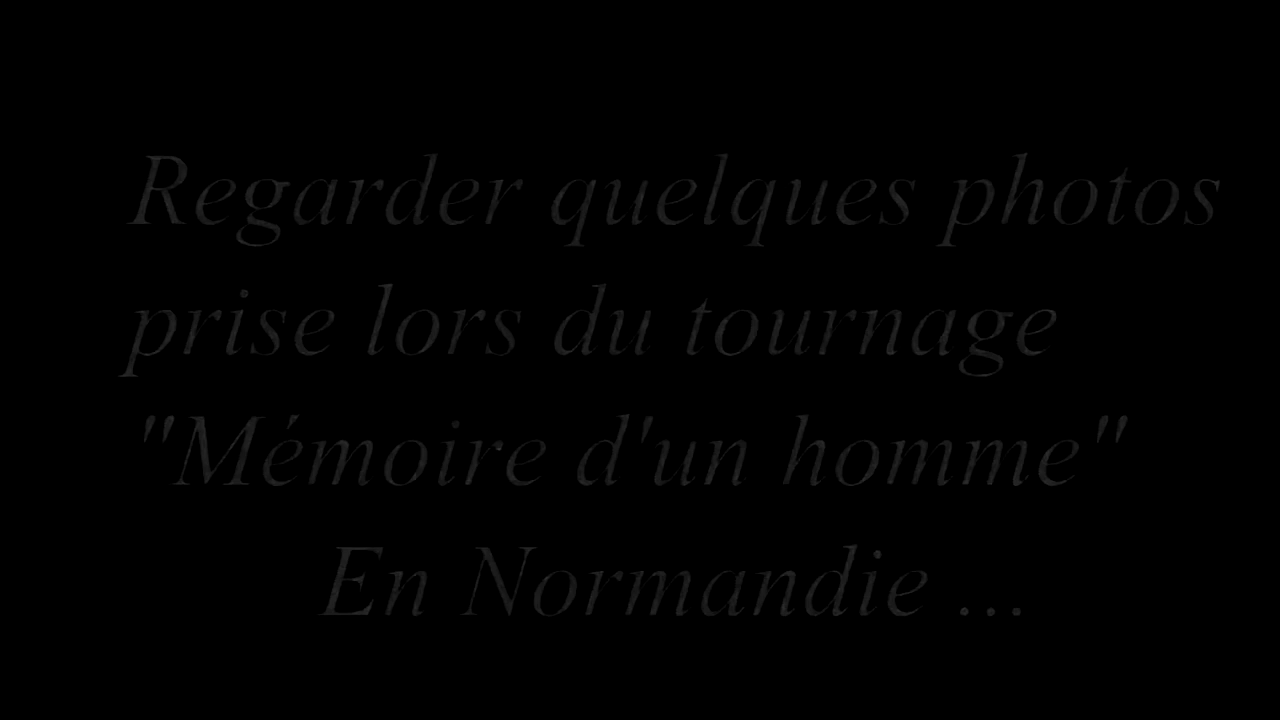 Regarder quelques photos
prise lors du tournage
"Mémoire d'un homme"
En Normandie ...